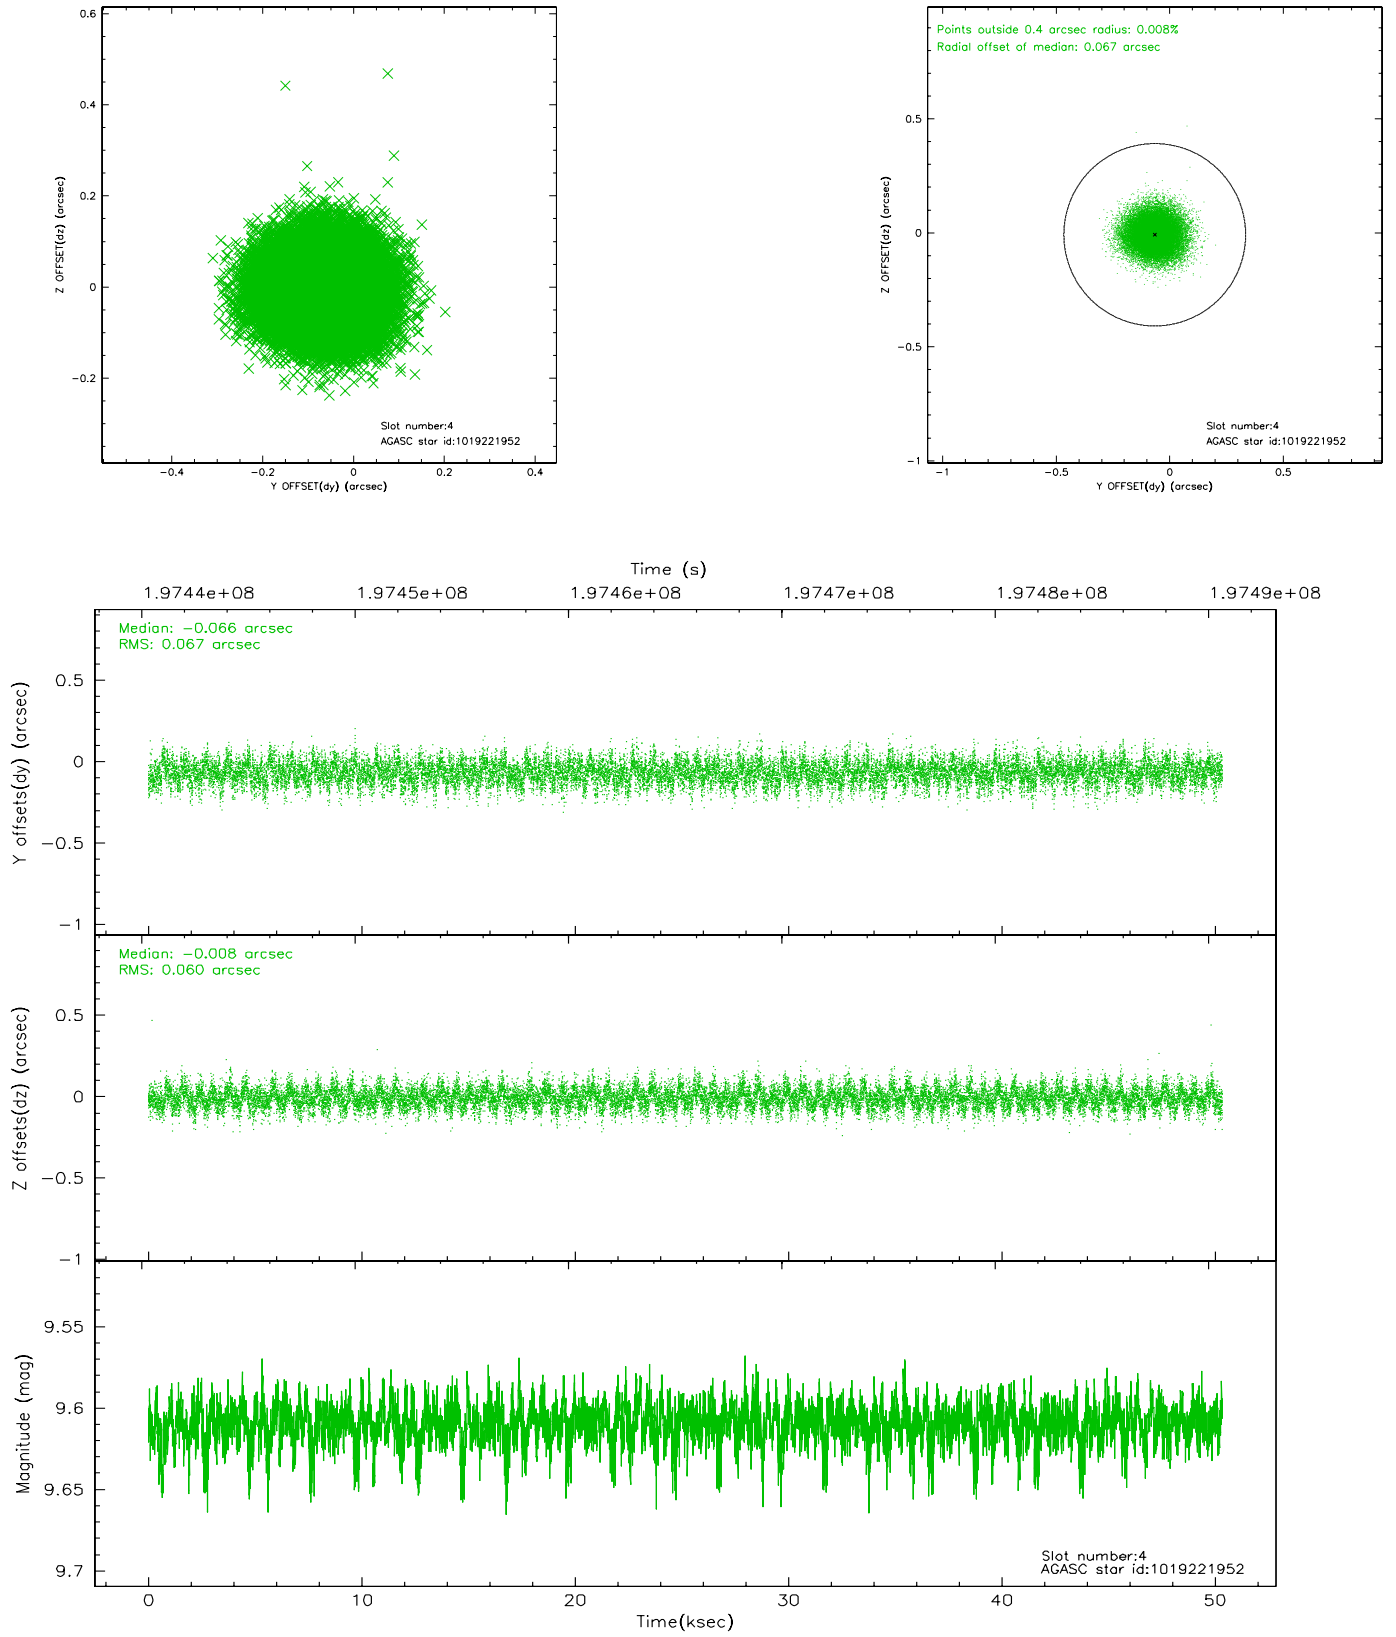 0.6
0.4
0.2
0
−0.2
Z OFFSET(dz) (arcsec)
Slot number:4
AGASC star id:1019221952
−0.4
−0.2
0
0.2
0.4
Y OFFSET(dy) (arcsec)
Points outside 0.4 arcsec radius: 0.008%
Radial offset of median: 0.067 arcsec
0.5
0
−0.5
−1
Z OFFSET(dz) (arcsec)
Slot number:4
AGASC star id:1019221952
−1
−0.5
0
0.5
Y OFFSET(dy) (arcsec)
Time (s)
1.9744e+08
1.9745e+08
1.9746e+08
1.9747e+08
1.9748e+08
1.9749e+08
Median: −0.066 arcsec
RMS: 0.067 arcsec
0.5
0
−0.5
−1
Y offsets(dy) (arcsec)
Median: −0.008 arcsec
RMS: 0.060 arcsec
0.5
0
−0.5
−1
Z offsets(dz) (arcsec)
9.55
9.6
9.65
9.7
Magnitude (mag)
Slot number:4
AGASC star id:1019221952
0
10
20
30
40
50
Time(ksec)